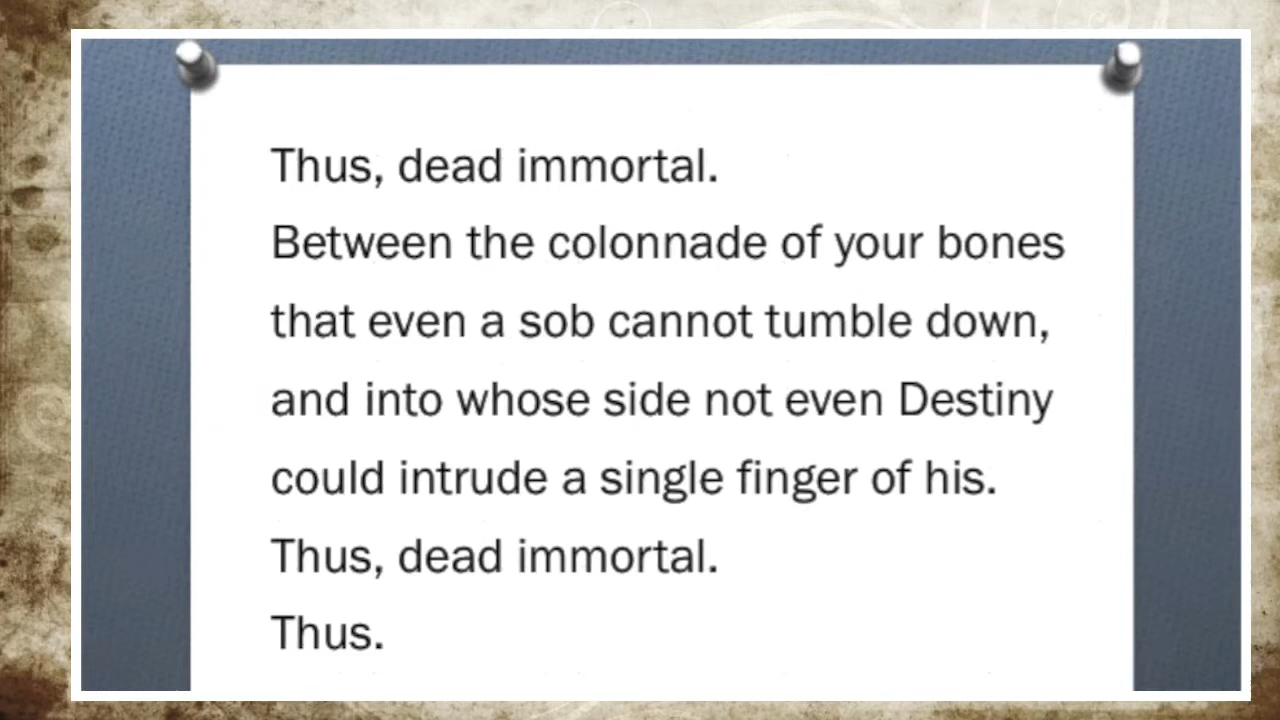 Thus, dead immortal.
Between the colonnade of your bones
that even a sob cannot tumble down,
and into whose side not even Destiny
could intrude a single finger of his.
Thus, dead immortal.
Thus.